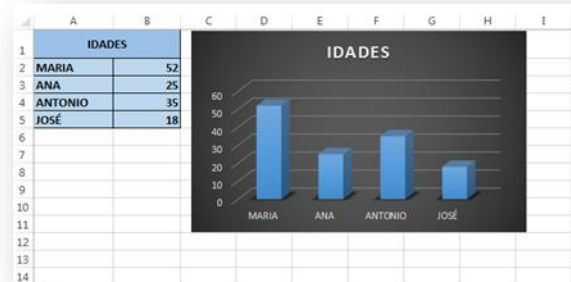 A B C D E F G H I
1 IDADES
2 MARIA 52
3 ANA 25
4 ANTONIO 35
5 JOSÉ 18
6
7
8
9
10
11
12
13
14
IDADES
60
50
40
30
20
10
0
MARIA ANA ANTONIO JOSÉ